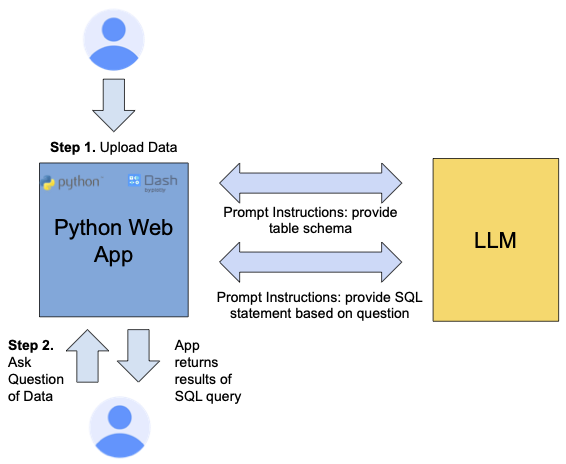 Step 1. Upload Data
python™
Dash
by plotly
Python Web
App
Prompt Instructions: provide
table schema
Prompt Instructions: provide SQL
statement based on question
LLM
Step 2.
Ask
Question
of Data
App
returns
results of
SQL query